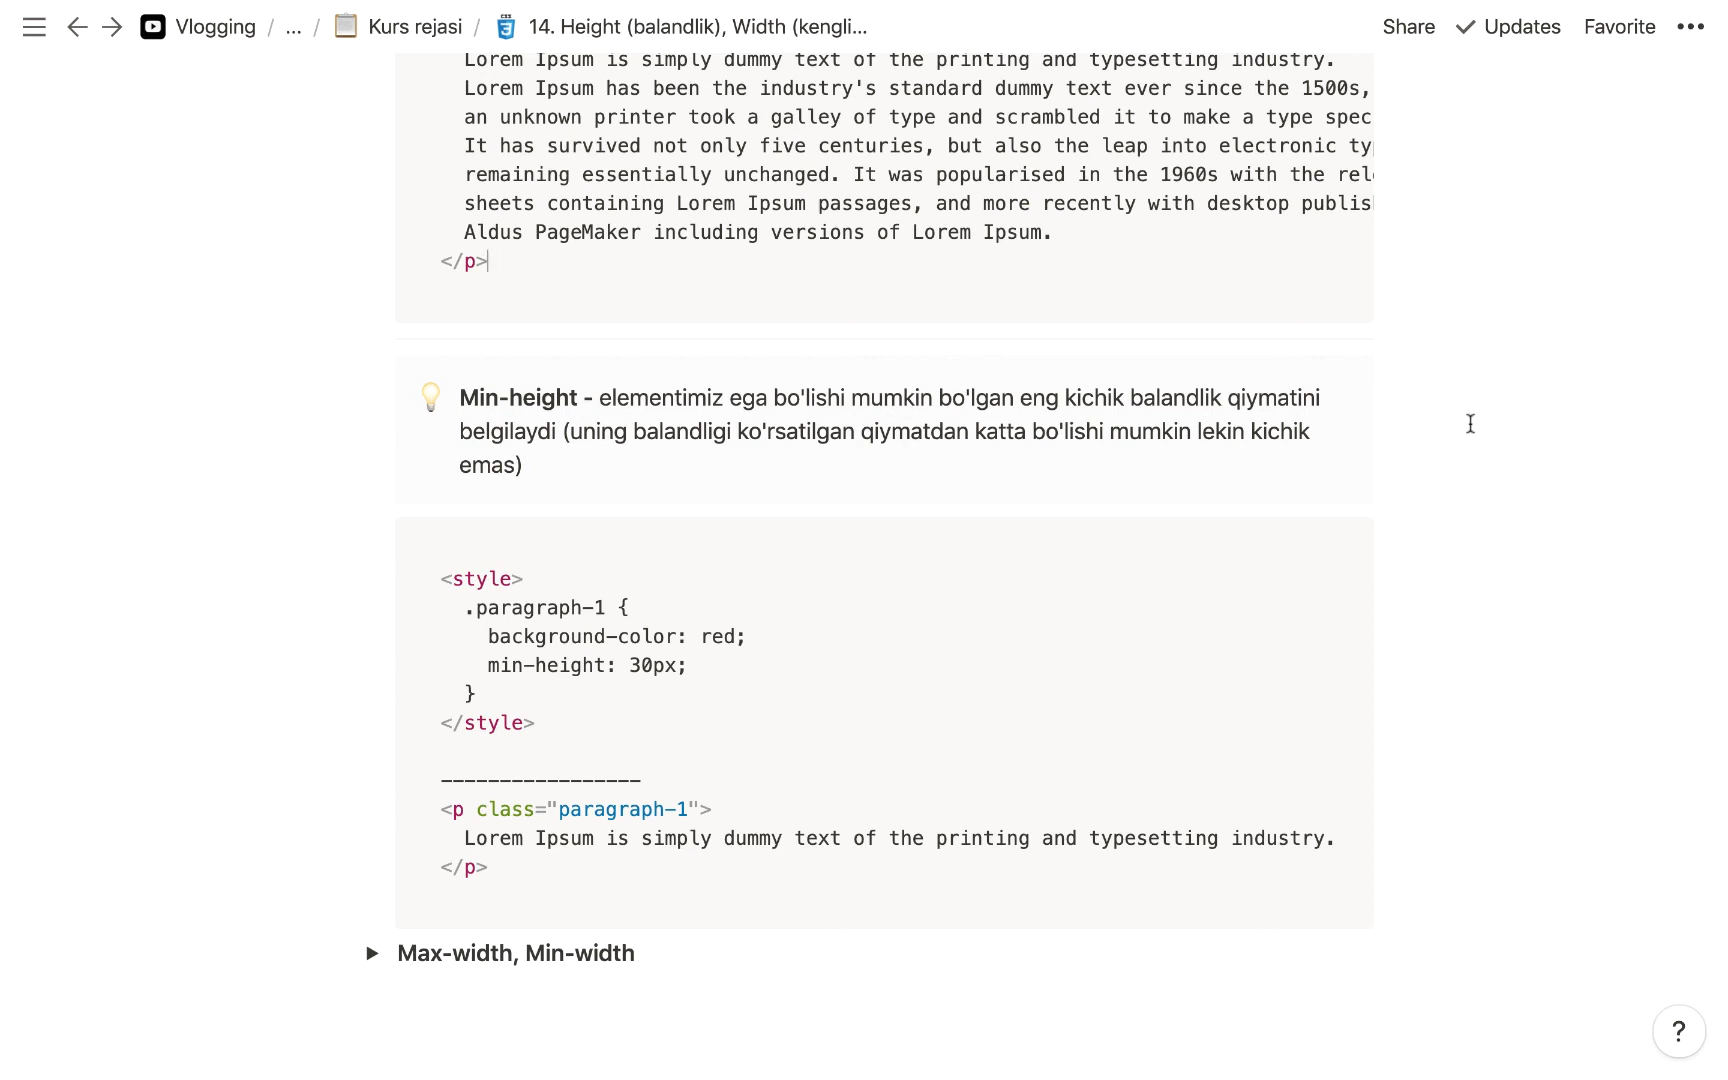 Vlogging / ... / Kurs rejasi / 14. Height (balandlik), Width (kengli...
Share Updates Favorite
Lorem Ipsum is simply dummy text of the printing and typesetting industry.
Lorem Ipsum has been the industry's standard dummy text ever since the 1500s,
an unknown printer took a galley of type and scrambled it to make a type spec
It has survived not only five centuries, but also the leap into electronic ty
remaining essentially unchanged. It was popularised in the 1960s with the rel
sheets containing Lorem Ipsum passages, and more recently with desktop publis
Aldus PageMaker including versions of Lorem Ipsum.
</p>
Min-height - elementimiz ega bo'lishi mumkin bo'lgan eng kichik balandlik qiymatini
belgilaydi (uning balandligi ko'rsatilgan qiymatdan katta bo'lishi mumkin lekin kichik
emas)
<style>
.paragraph-1 {
background-color: red;
min-height: 30px;
}
</style>
-----------------
<p class="paragraph-1">
Lorem Ipsum is simply dummy text of the printing and typesetting industry.
</p>
Max-width, Min-width
?